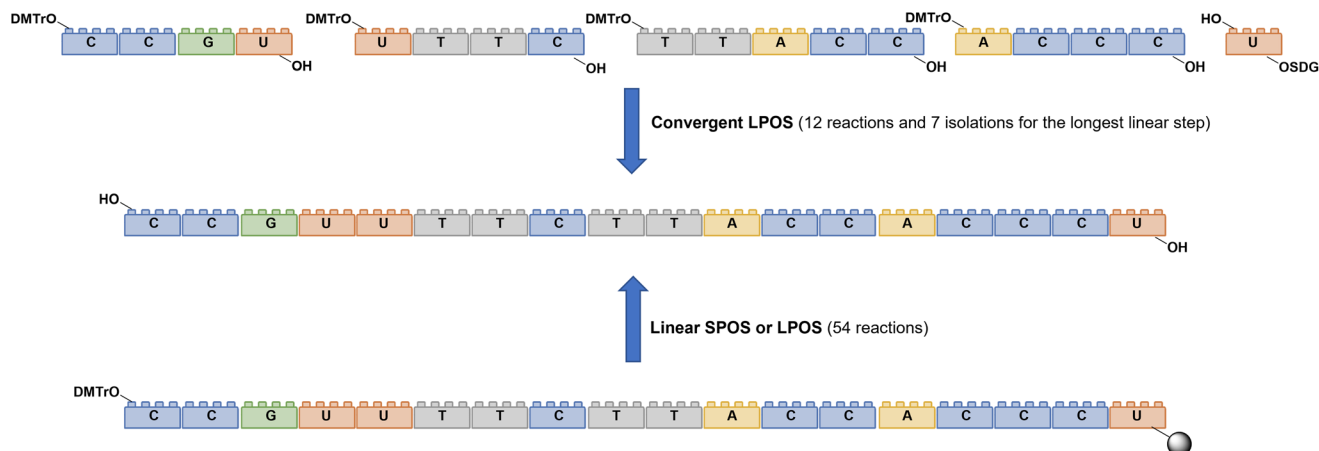 DMTrO DMTrO DMTrO HO
C C G U U T T C T T A C C A C C C U
OH OH OH OH OSDG
Convergent LPOS (12 reactions and 7 isolations for the longest linear step)
HO
C C G U U T T C T T A C C A C C C U
OH
Linear SPOS or LPOS (54 reactions)
DMTrO
C C G U U T T C T T A C C A C C C U